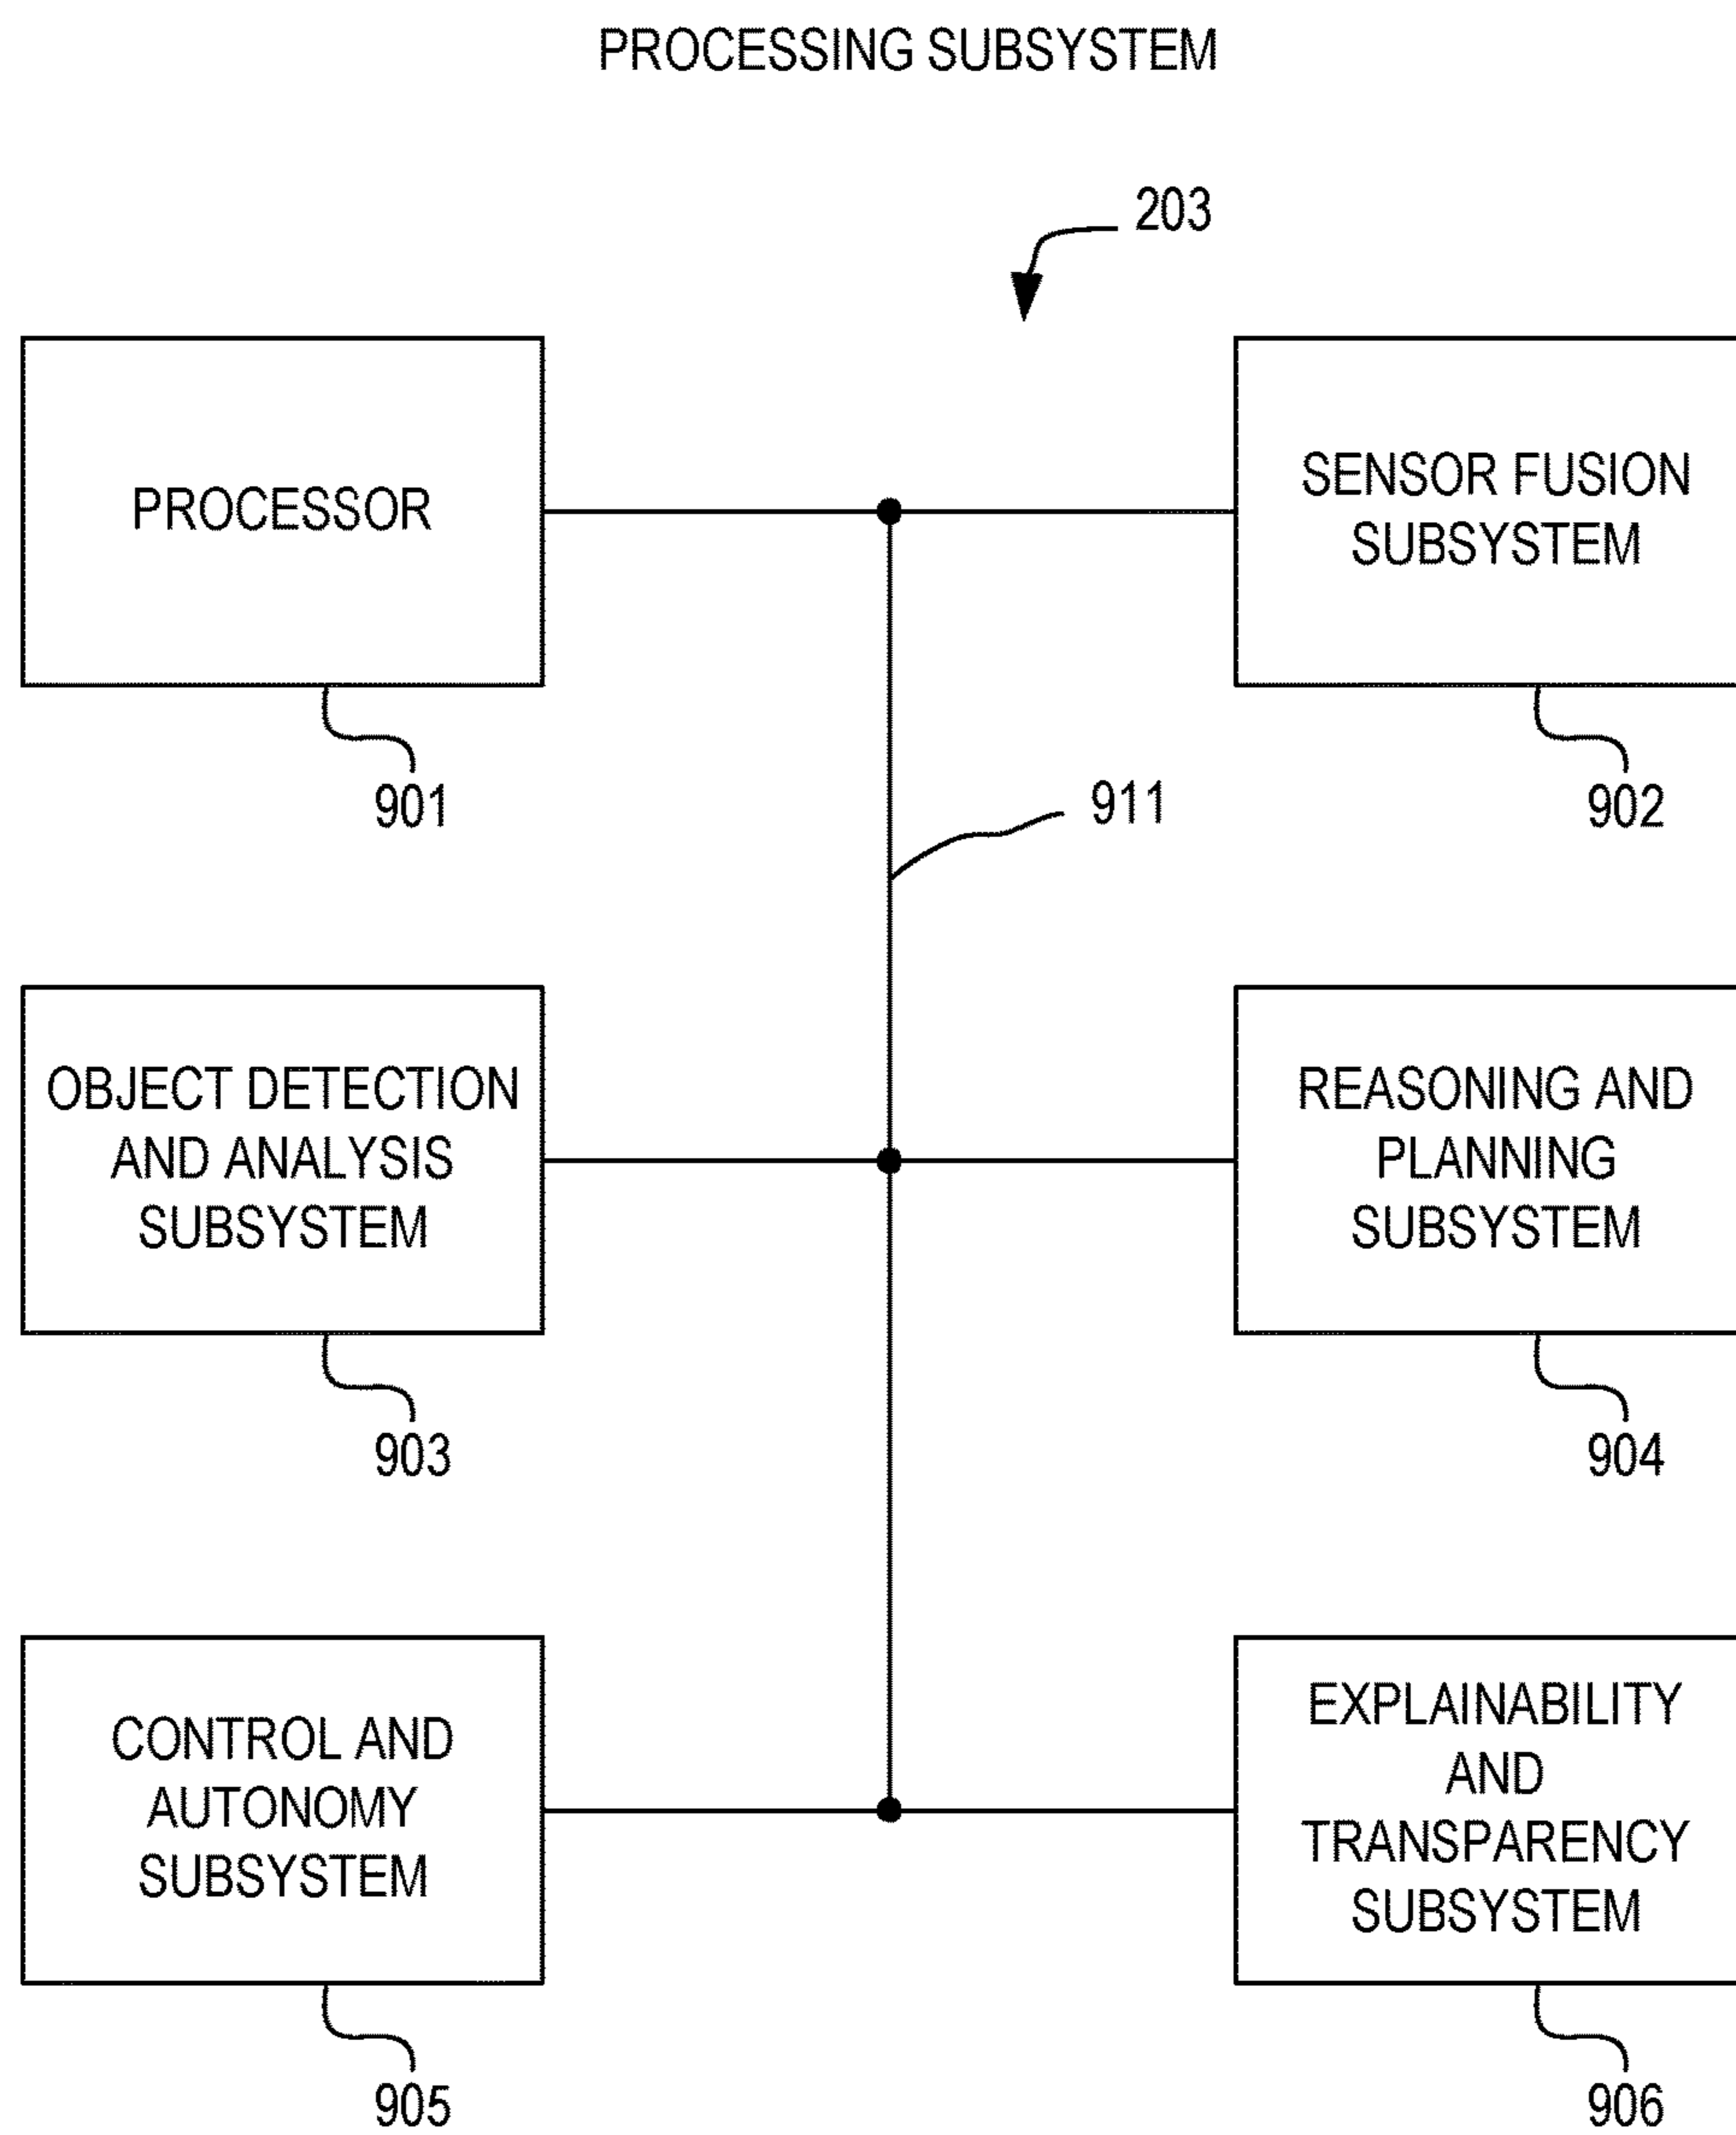 PROCESSING SUBSYSTEM
203
PROCESSOR
901
SENSOR FUSION
SUBSYSTEM
902
911
OBJECT DETECTION
AND ANALYSIS
SUBSYSTEM
903
REASONING AND
PLANNING
SUBSYSTEM
904
CONTROL AND
AUTONOMY
SUBSYSTEM
905
EXPLAINABILITY
AND
TRANSPARENCY
SUBSYSTEM
906